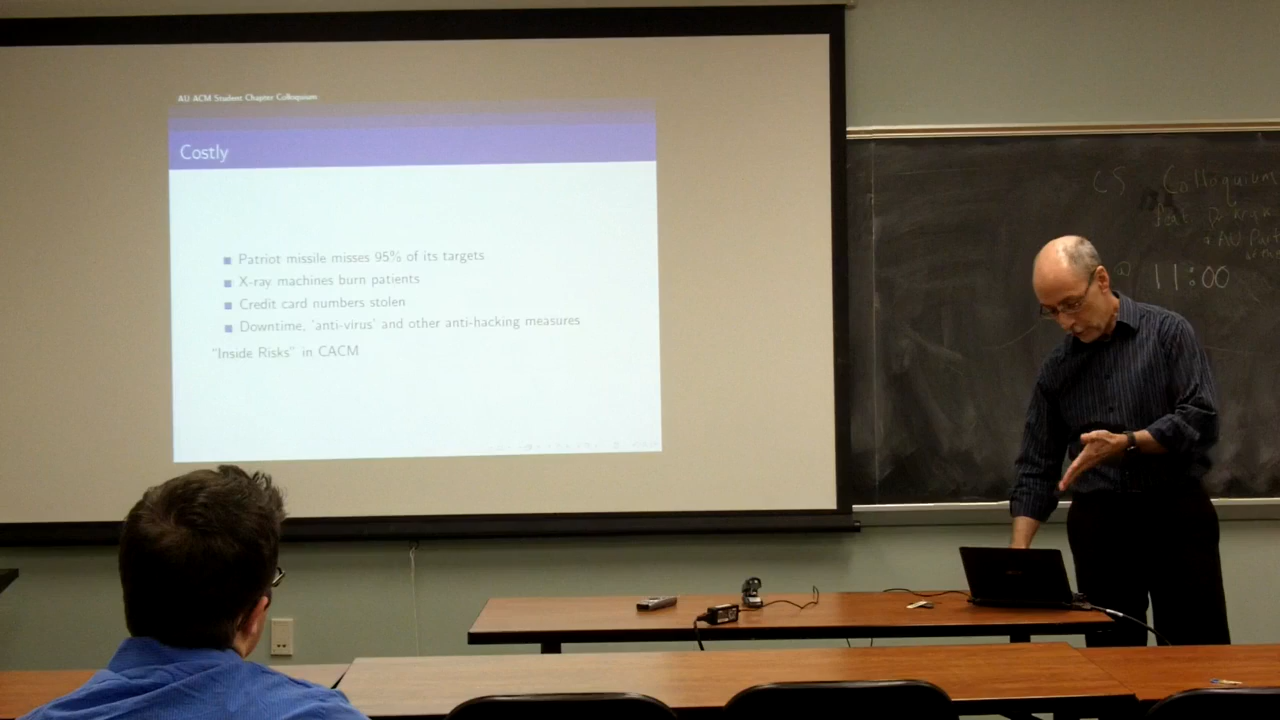 AU ACM Student Chapter Colloquium
Costly
Patriot missile misses 95% of its targets
X-ray machines burn patients
Credit card numbers stolen
Downtime, 'anti-virus' and other anti-hacking measures
"Inside Risks" in CACM
CS Colloquium
11:00